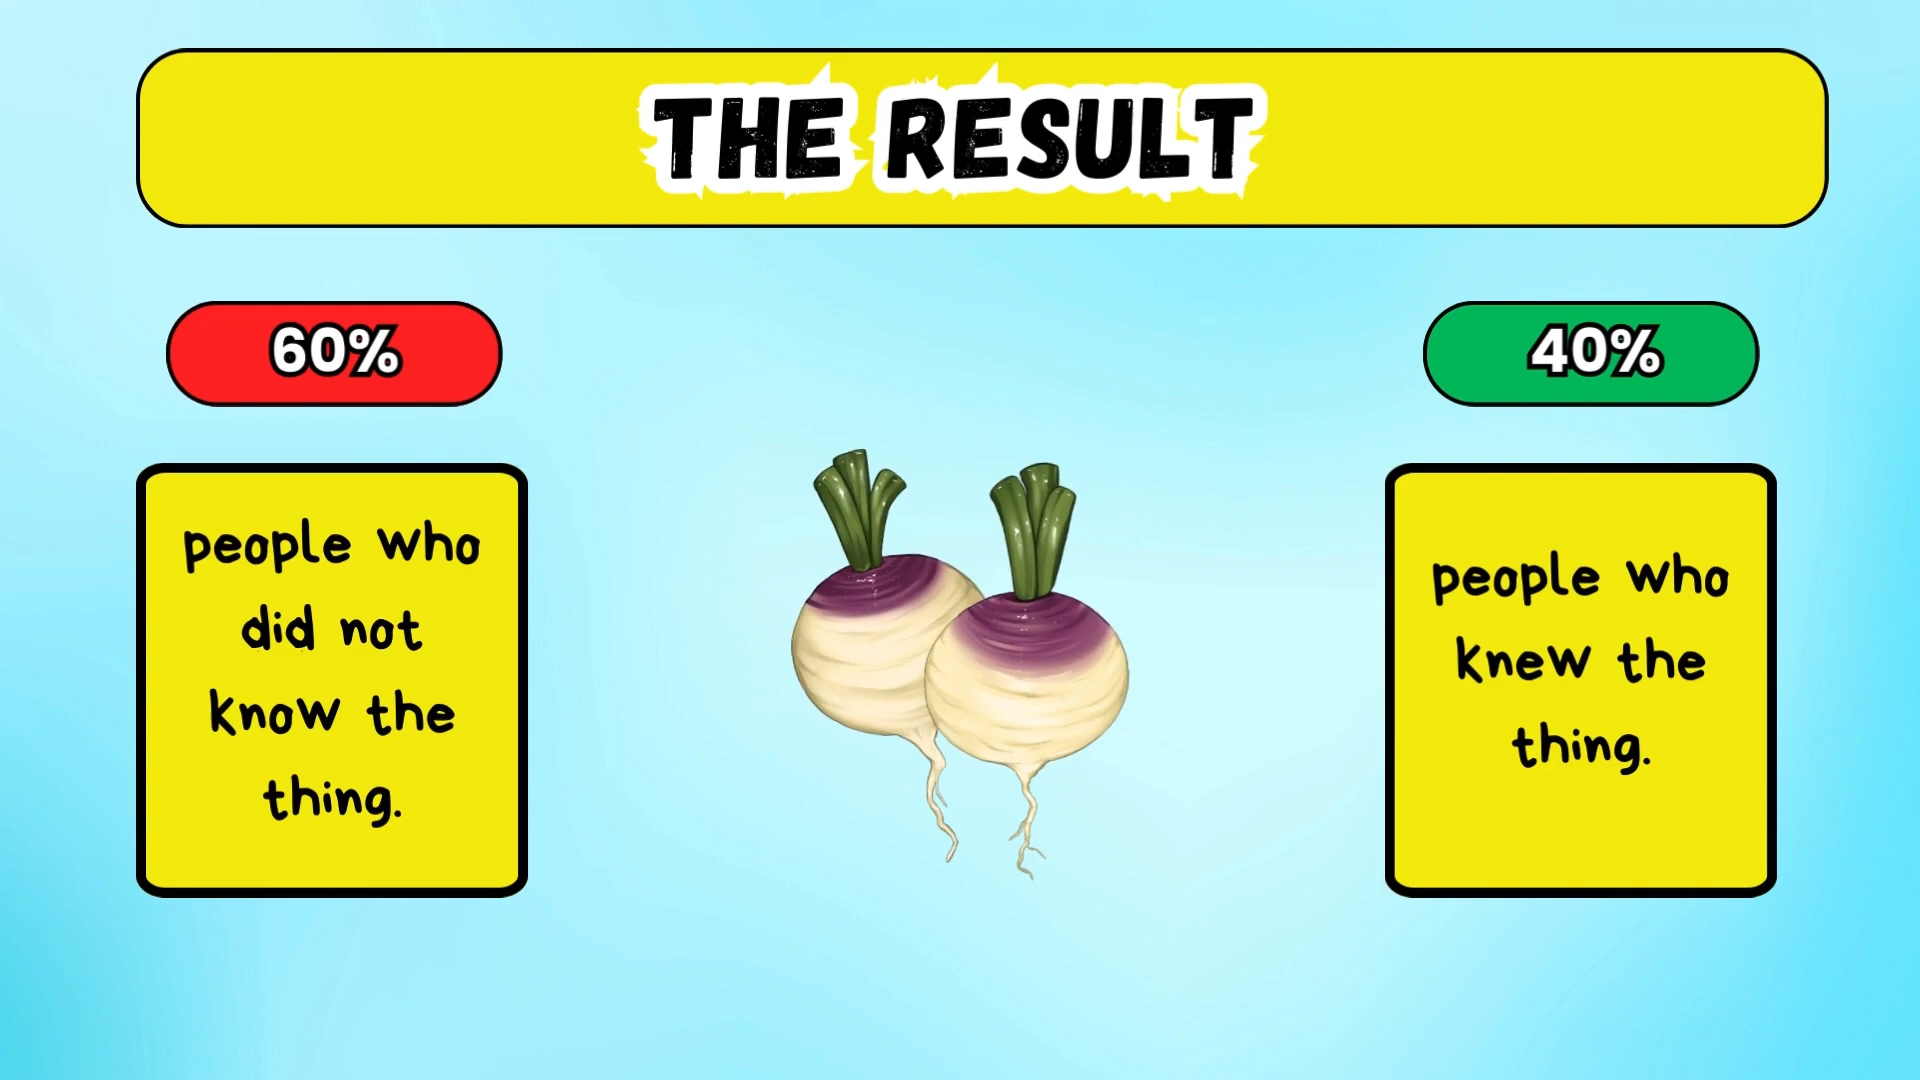 THE RESULT
60%
people who
did not
know the
thing.
40%
people who
knew the
thing.